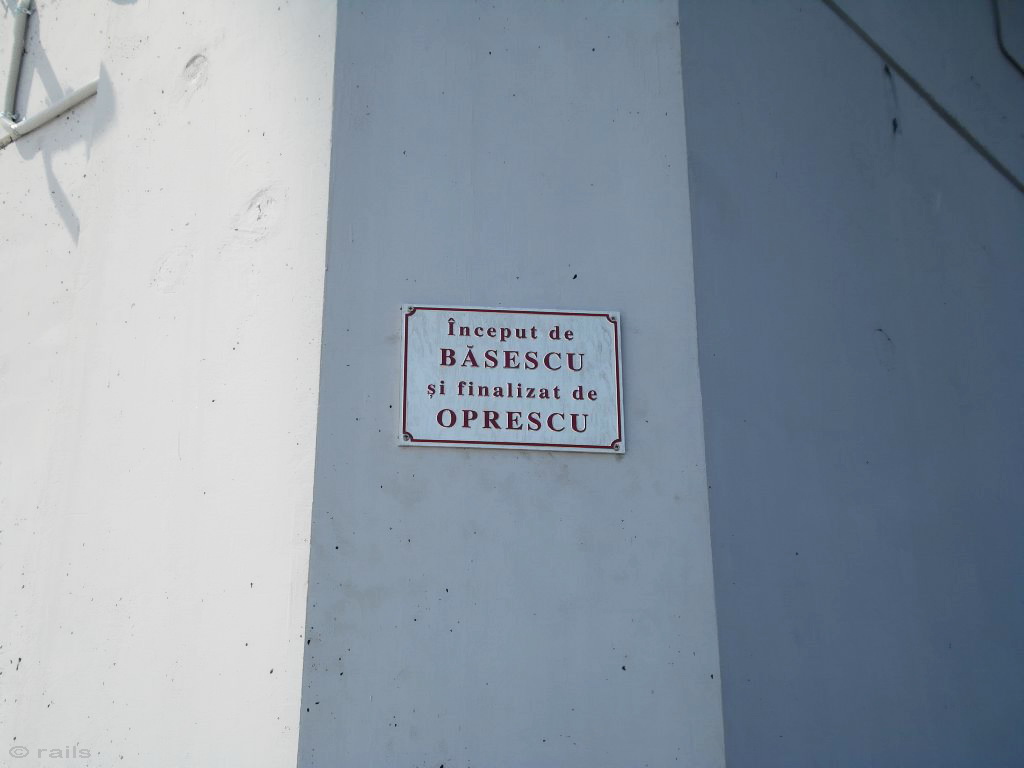 Început de
BĂSESCU
și finalizat de
OPRESCU
© rails